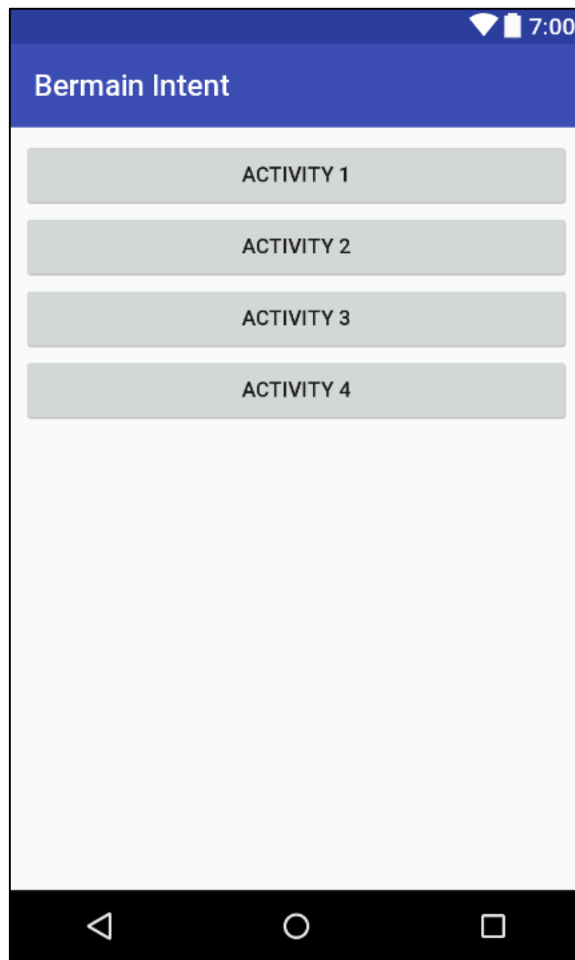 7:00
Bermain Intent
ACTIVITY 1
ACTIVITY 2
ACTIVITY 3
ACTIVITY 4